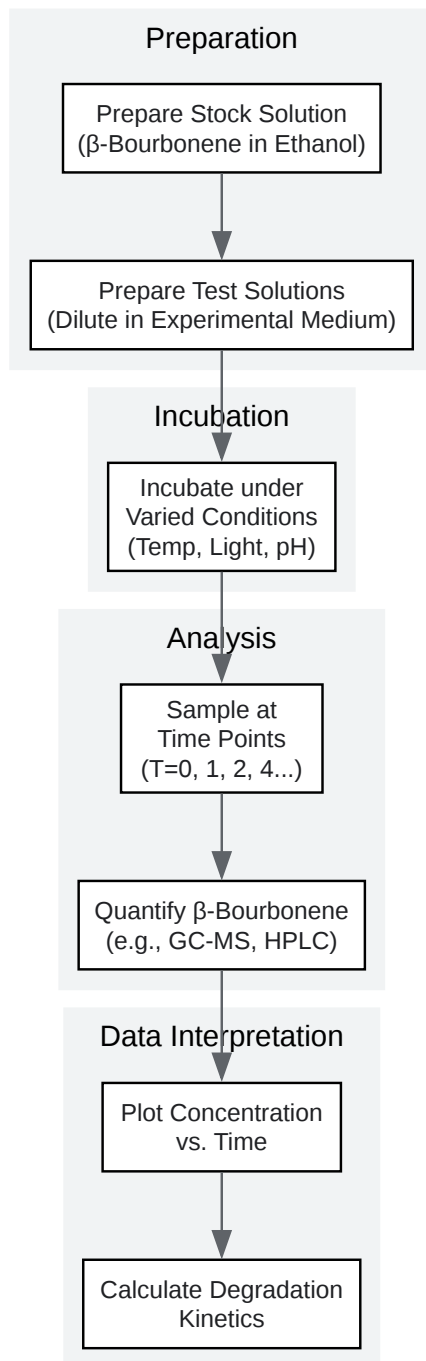 Preparation
Prepare Stock Solution
(β-Bourbonene in Ethanol)
Prepare Test Solutions
(Dilute in Experimental Medium)
Incubation
Incubate under
Varied Conditions
(Temp, Light, pH)
Analysis
Sample at
Time Points
(T=0, 1, 2, 4...)
Quantify β-Bourbonene
(e.g., GC-MS, HPLC)
Data Interpretation
Plot Concentration
vs. Time
Calculate Degradation
Kinetics